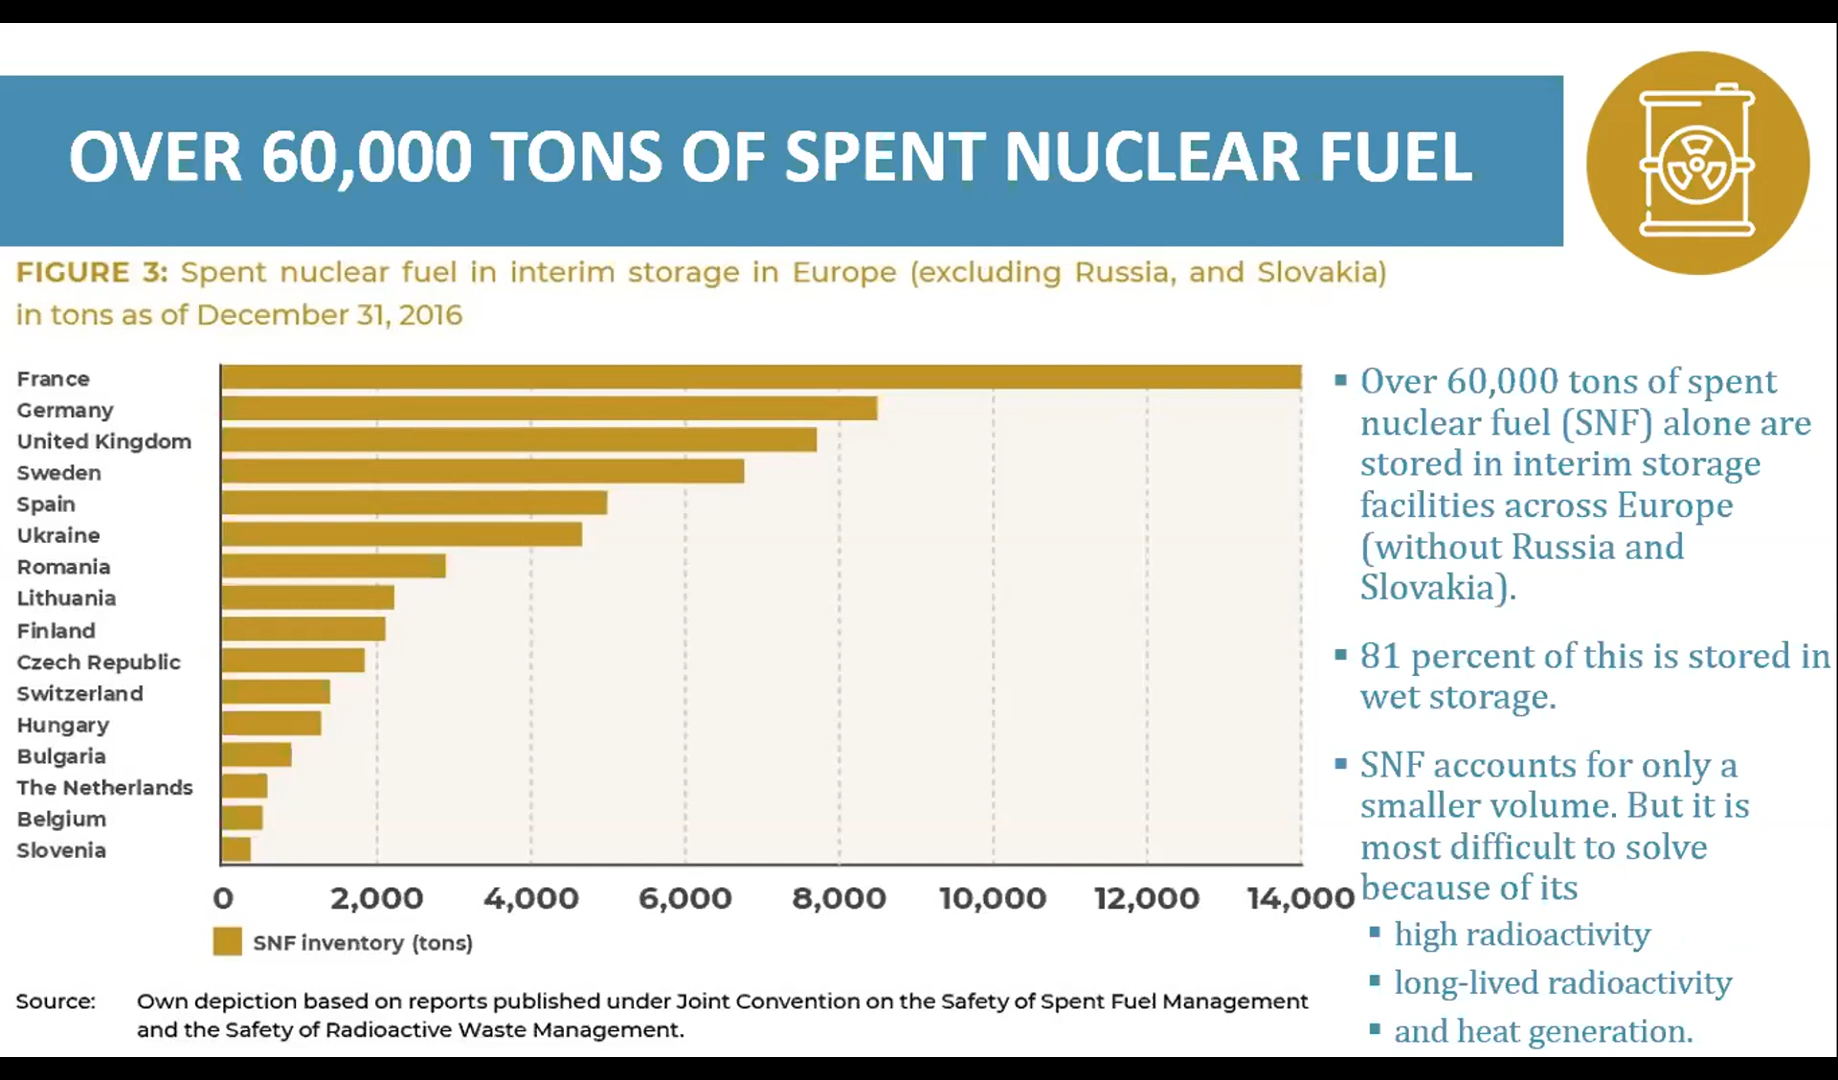 OVER 60,000 TONS OF SPENT NUCLEAR FUEL
FIGURE 3: Spent nuclear fuel in interim storage in Europe (excluding Russia, and Slovakia)
in tons as of December 31, 2016
France
Germany
United Kingdom
Sweden
Spain
Ukraine
Romania
Lithuania
Finland
Czech Republic
Switzerland
Hungary
Bulgaria
The Netherlands
Belgium
Slovenia
0 2,000 4,000 6,000 8,000 10,000 12,000 14,000
SNF inventory (tons)
Source: Own depiction based on reports published under Joint Convention on the Safety of Spent Fuel Management
and the Safety of Radioactive Waste Management.
▪ Over 60,000 tons of spent
nuclear fuel (SNF) alone are
stored in interim storage
facilities across Europe
(without Russia and
Slovakia).
▪ 81 percent of this is stored in
wet storage.
▪ SNF accounts for only a
smaller volume. But it is
most difficult to solve
because of its
▪ high radioactivity
▪ long-lived radioactivity
▪ and heat generation.